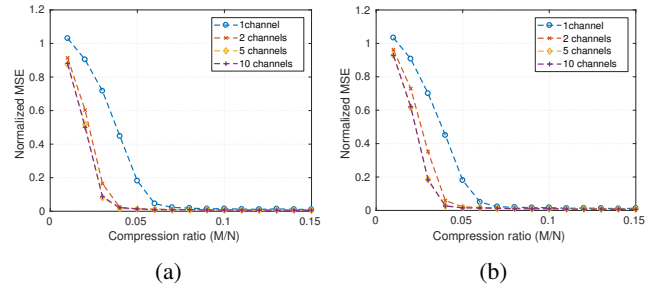 1.2
1
0.8
0.6
0.4
0.2
0
0
0.05
0.1
0.15
Normalized MSE
Compression ratio (M/N)
1channel
2 channels
5 channels
10 channels
(a)
1.2
1
0.8
0.6
0.4
0.2
0
0
0.05
0.1
0.15
Normalized MSE
Compression ratio (M/N)
1channel
2 channels
5 channels
10 channels
(b)